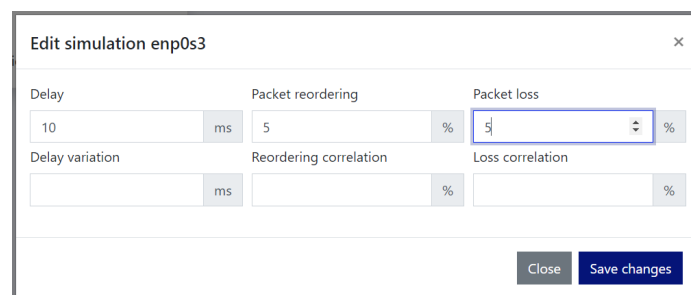 Edit simulation enp0s3
×
Delay Packet reordering Packet loss
10 ms 5 % 5 %
Delay variation Reordering correlation Loss correlation
ms % %
Close Save changes